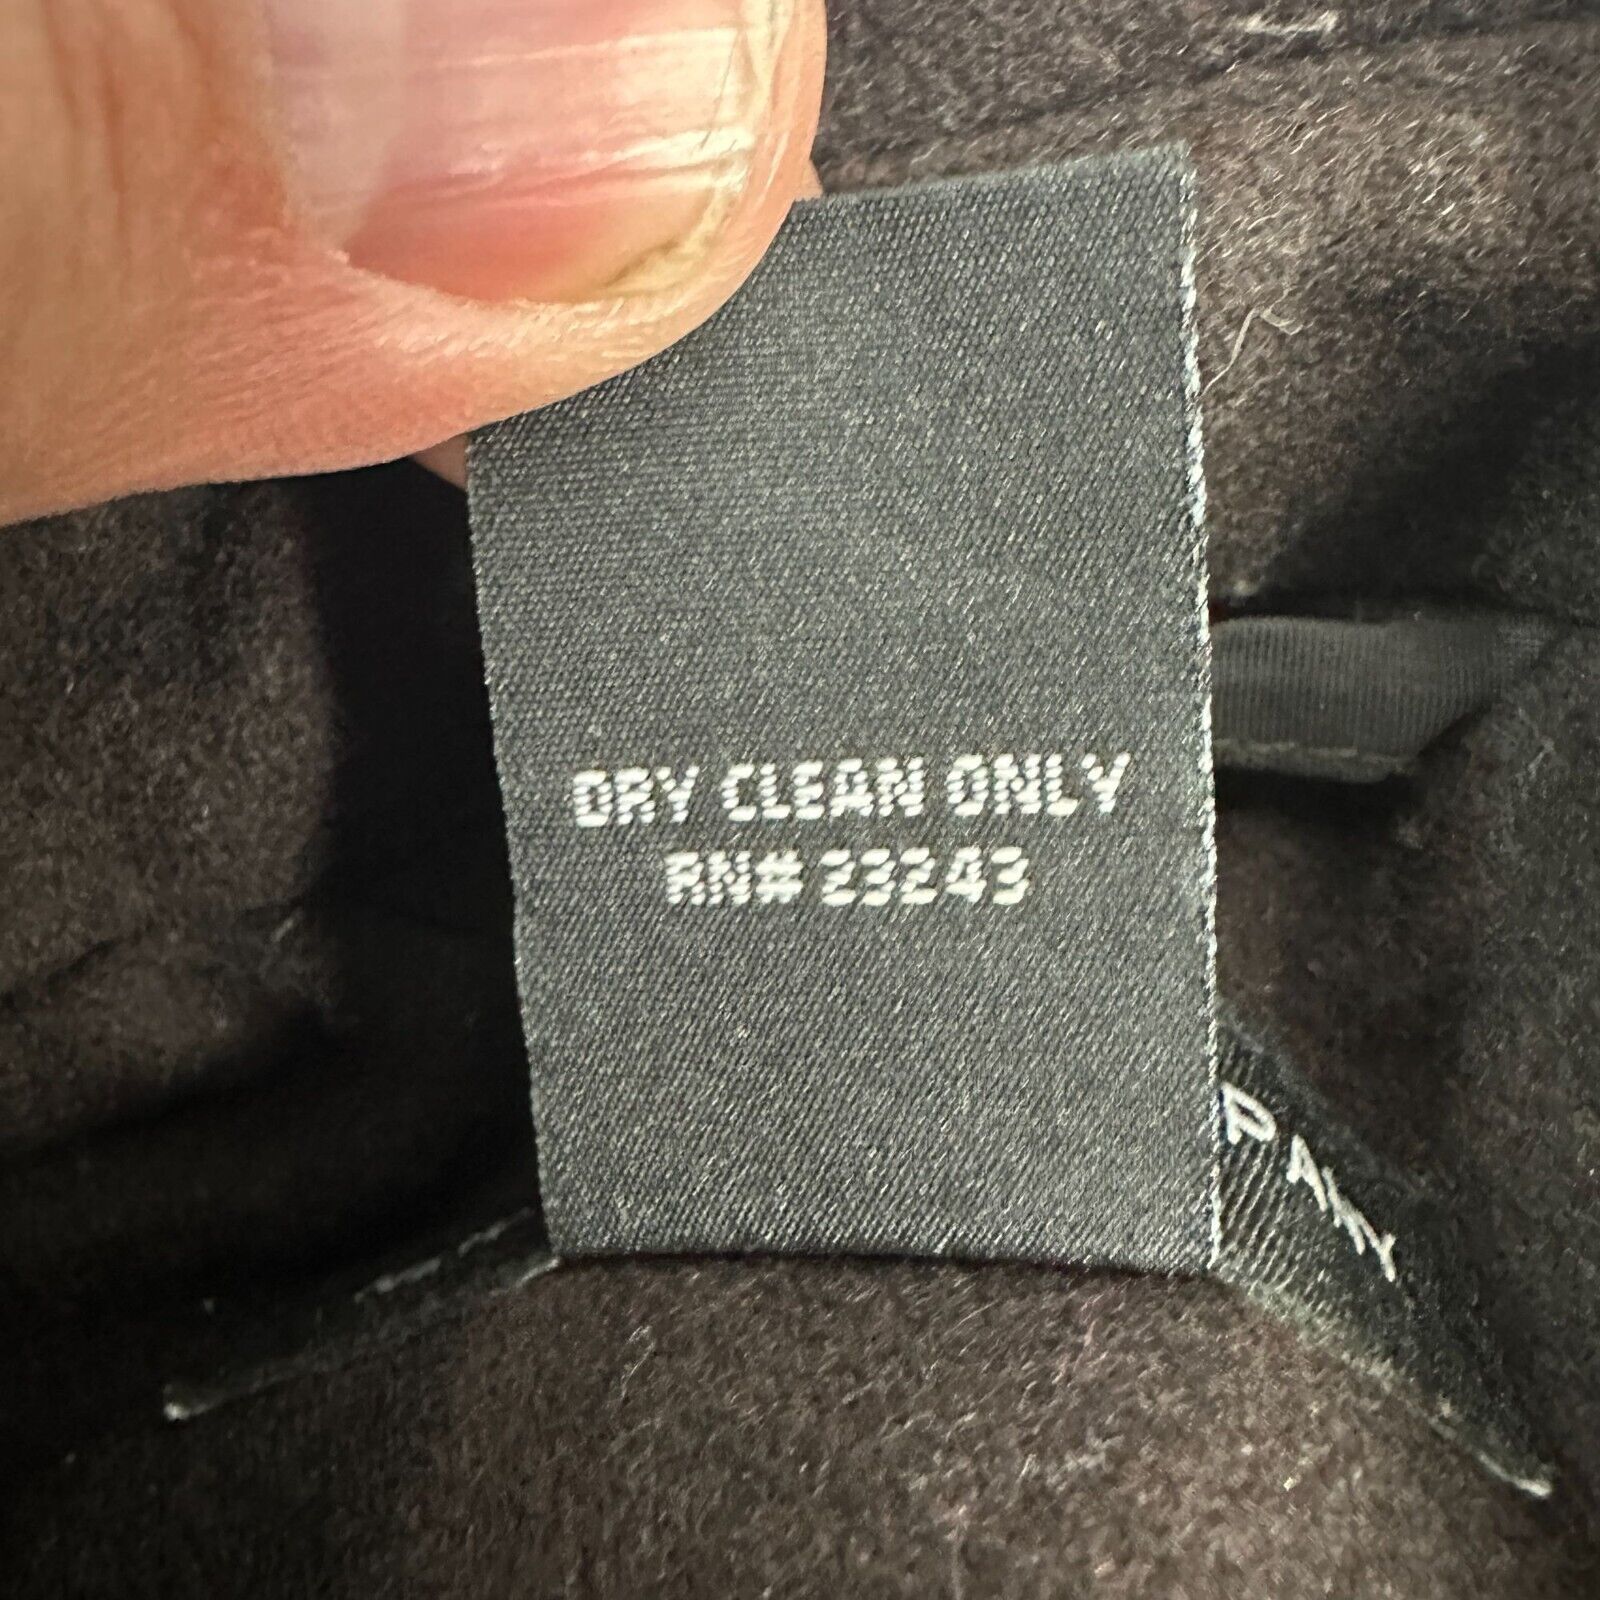 DRY CLEAN ONLY
RN# 23243